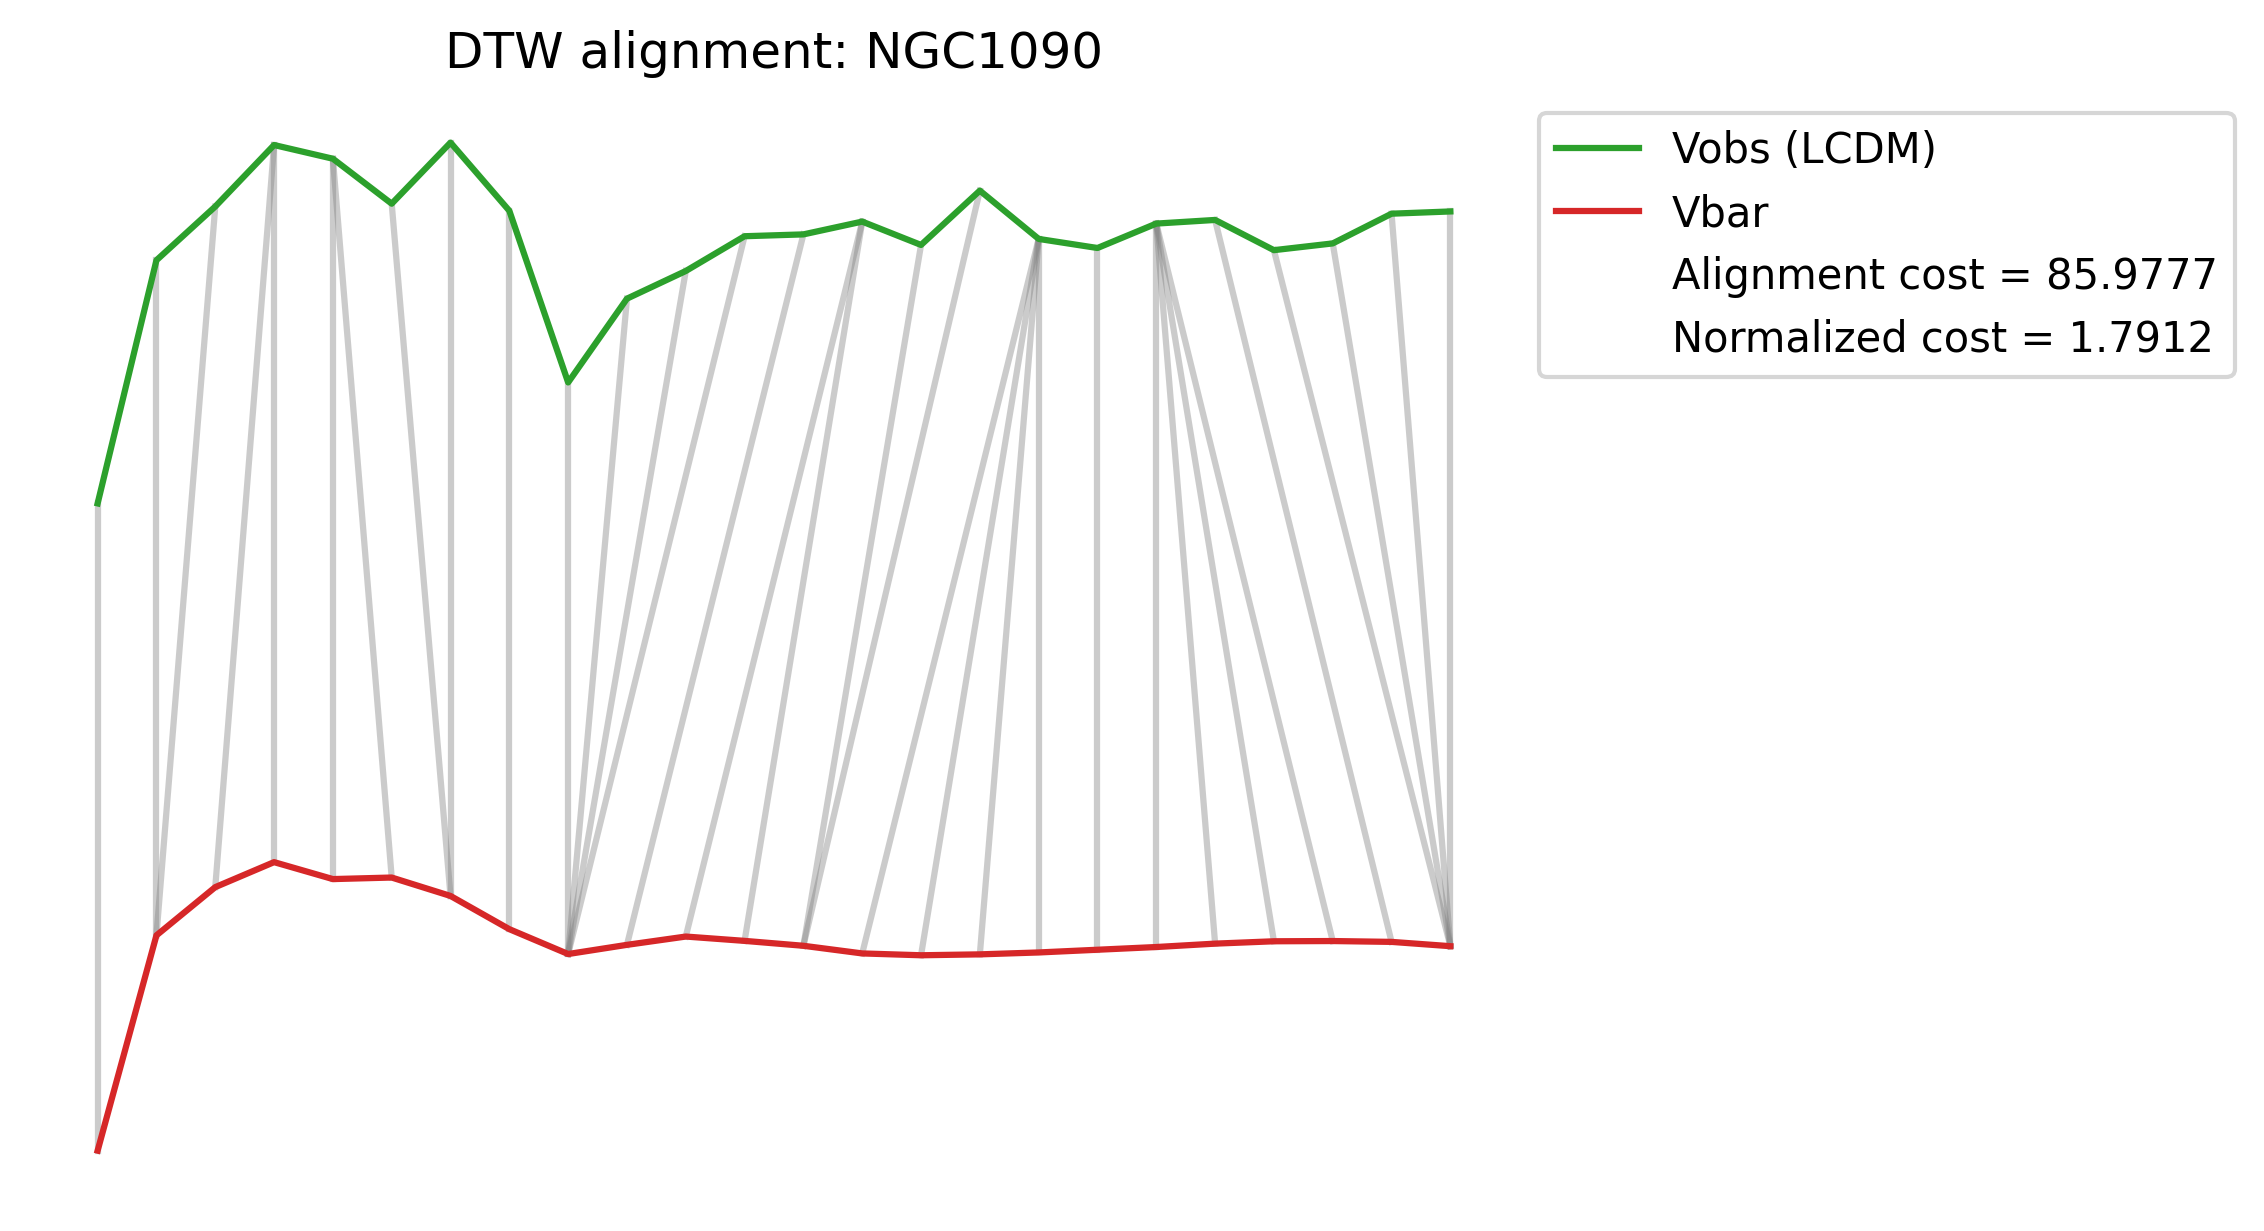 DTW alignment: NGC1090
Vobs (LCDM)
Vbar
Alignment cost = 85.9777
Normalized cost = 1.7912